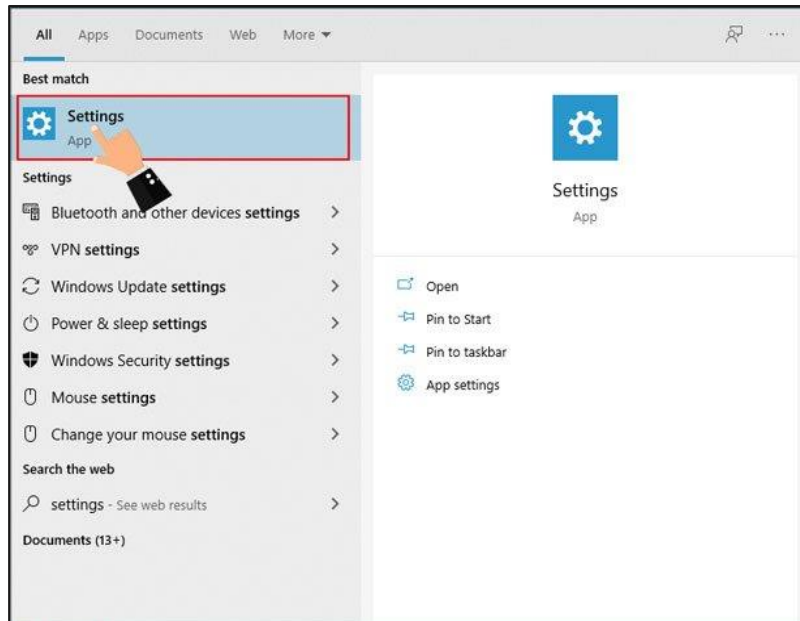 All Apps Documents Web More
Best match
Settings
App
Settings
Bluetooth and other devices settings
VPN settings
Windows Update settings
Power & sleep settings
Windows Security settings
Mouse settings
Change your mouse settings
Search the web
settings - See web results
Documents (13+)
Settings
App
Open
Pin to Start
Pin to taskbar
App settings